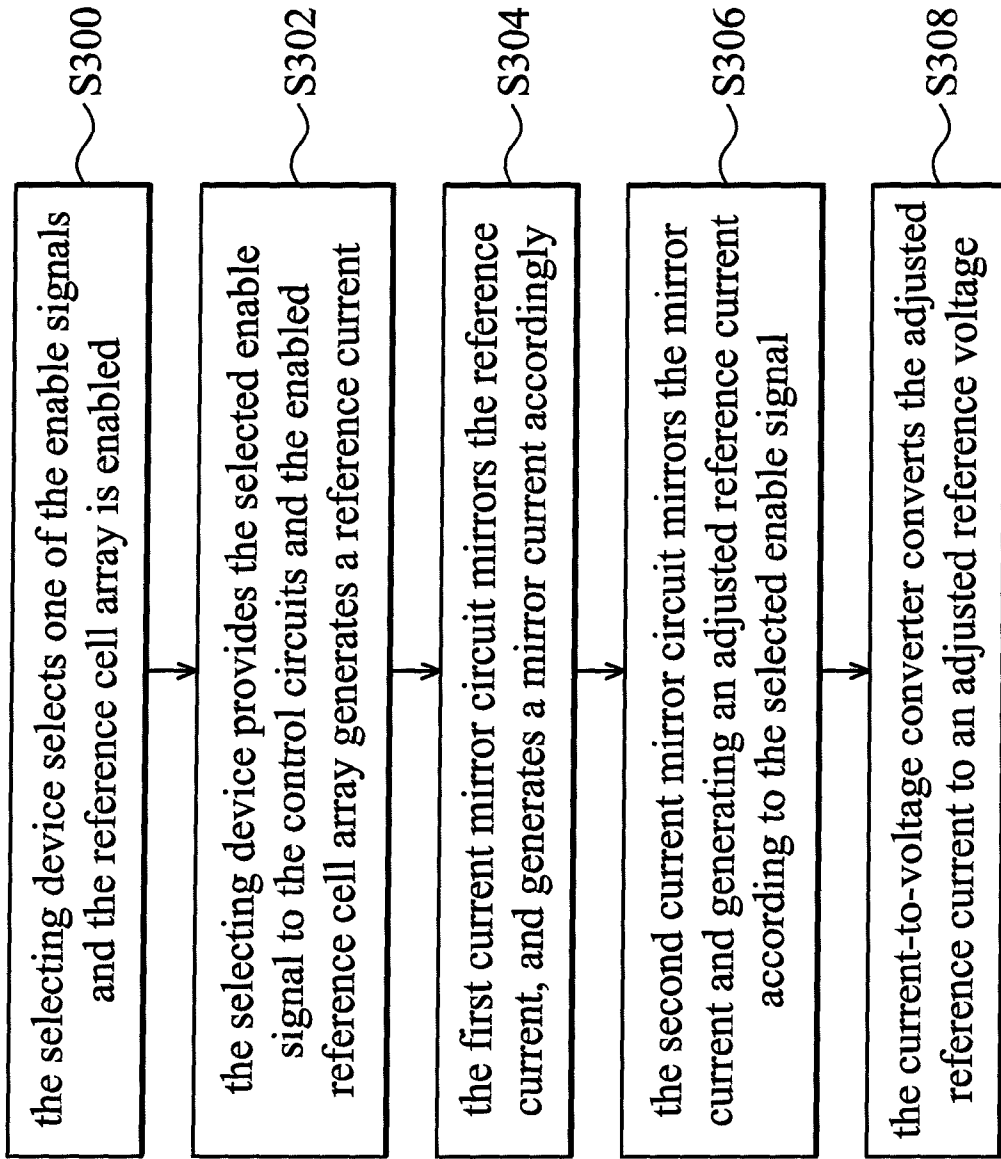 the selecting device selects one of the enable signals
and the reference cell array is enabled
S300
the selecting device provides the selected enable
signal to the control circuits and the enabled
reference cell array generates a reference current
S302
the first current mirror circuit mirrors the reference
current, and generates a mirror current accordingly
S304
the second current mirror circuit mirrors the mirror
current and generating an adjusted reference current
according to the selected enable signal
S306
the current-to-voltage converter converts the adjusted
reference current to an adjusted reference voltage
S308